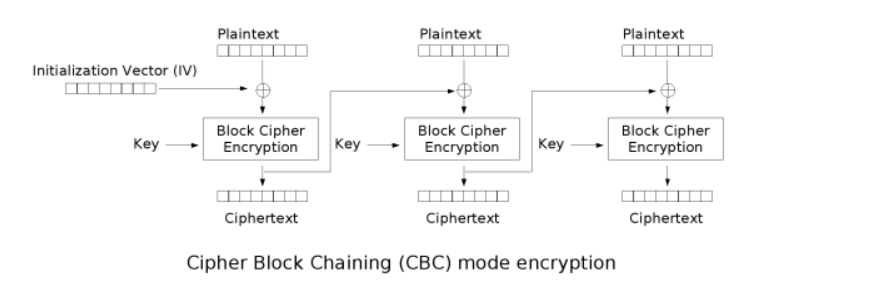 Plaintext
Plaintext
Plaintext
Initialization Vector (IV)
Block Cipher
Encryption
Block Cipher
Encryption
Block Cipher
Encryption
Key
Key
Key
Ciphertext
Ciphertext
Ciphertext
Cipher Block Chaining (CBC) mode encryption